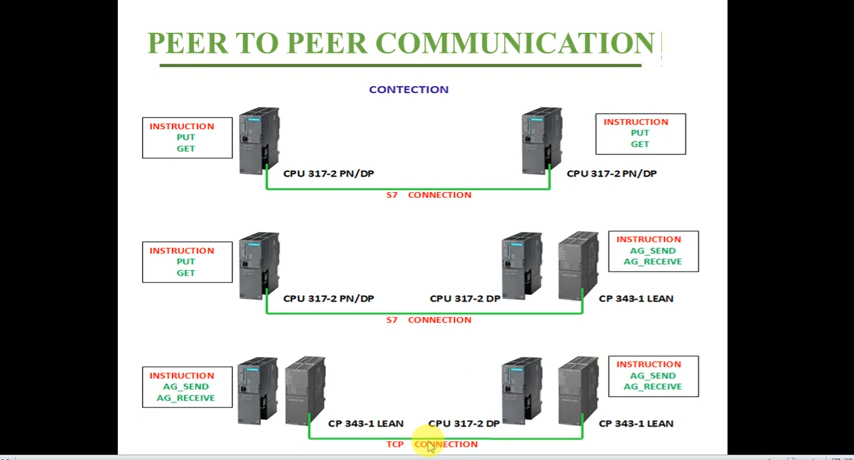 PEER TO PEER COMMUNICATION
CONTECTION
INSTRUCTION
PUT
GET
INSTRUCTION
PUT
GET
CPU 317-2 PN/DP
CPU 317-2 PN/DP
S7 CONNECTION
INSTRUCTION
PUT
GET
INSTRUCTION
AG_SEND
AG_RECEIVE
CPU 317-2 PN/DP
CPU 317-2 DP
CP 343-1 LEAN
S7 CONNECTION
INSTRUCTION
AG_SEND
AG_RECEIVE
INSTRUCTION
AG_SEND
AG_RECEIVE
CP 343-1 LEAN
CPU 317-2 DP
CP 343-1 LEAN
TCP CONNECTION